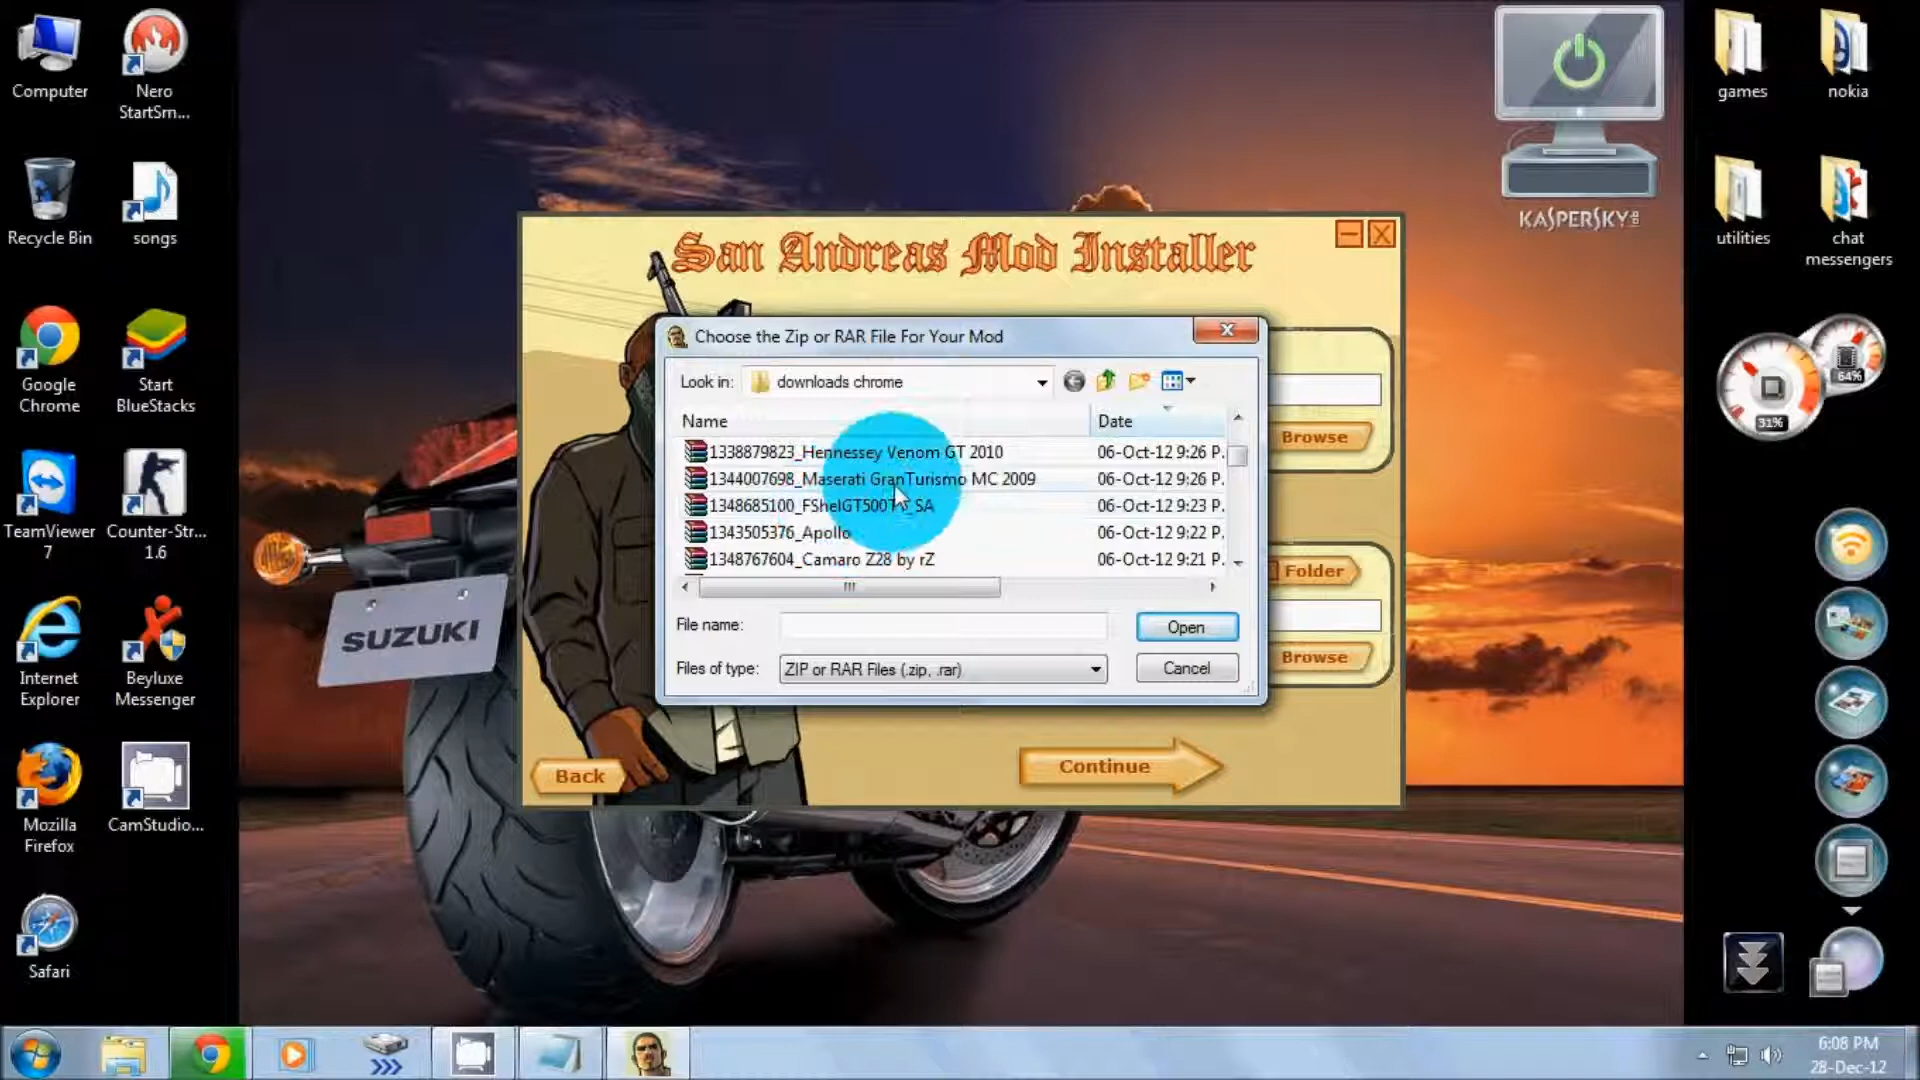 Computer
Nero
StartSm...
Recycle Bin
songs
Google
Chrome
Start
BlueStacks
TeamViewer
7
Counter-Str...
1.6
Internet
Explorer
Beyluxe
Messenger
Mozilla
Firefox
CamStudio...
Safari
SUZUKI
San Andreas Mod Installer
Choose the Zip or RAR File For Your Mod
Look in:
downloads chrome
Name
Date
1338879823_Hennessey Venom GT 2010
06-Oct-12 9:26 P.
1344007698_Maserati GranTurismo MC 2009
06-Oct-12 9:26 P.
06-Oct-12 9:23 P.
1343505376_Apollo
06-Oct-12 9:22 P.
1348767604_Camaro Z28 by rZ
06-Oct-12 9:21 P.
File name:
Open
Files of type:
ZIP or RAR Files (.zip, .rar)
Cancel
Browse
Folder
Browse
Back
Continue
KASPERSKY
games
nokia
utilities
chat
messengers
64%
31%
6:08 PM
28-Dec-12